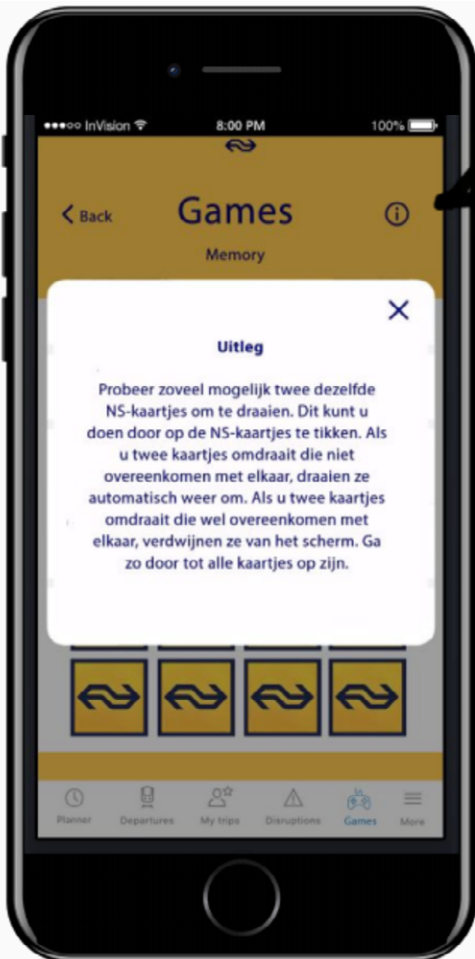 InVision 8:00 PM 100%
Back Games
Memory
Uitleg
Probeer zoveel mogelijk twee dezelfde
NS-kaartjes om te draaien. Dit kunt u
doen door op de NS-kaartjes te tikken. Als
u twee kaartjes omdraait die niet
overeenkomen met elkaar, draaien ze
automatisch weer om. Als u twee kaartjes
omdraait die wel overeenkomen met
elkaar, verdwijnen ze van het scherm. Ga
zo door tot alle kaartjes op zijn.
Planner Departures My trips Disruptions Games More